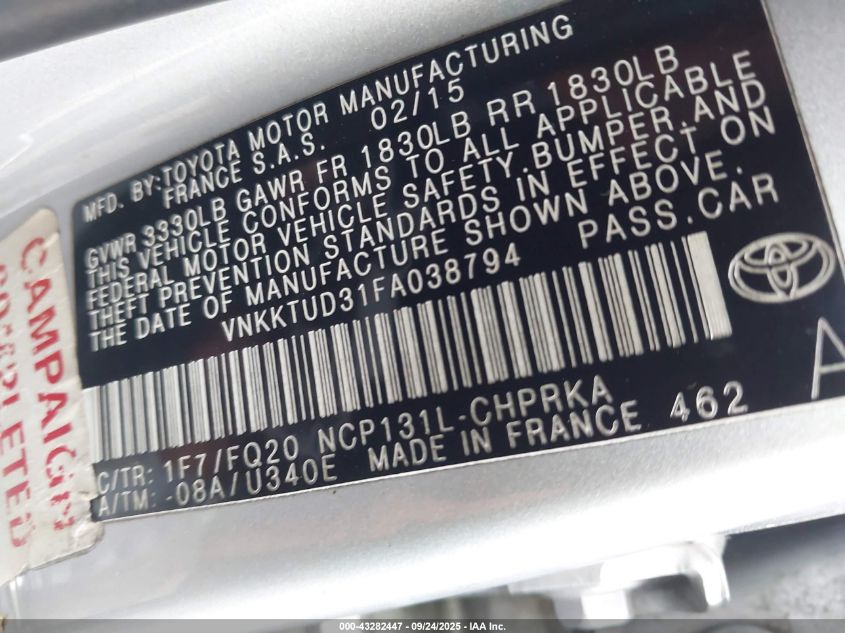 MFD. BY: TOYOTA MOTOR MANUFACTURING
FRANCE S.A.S. 02/15
GVWR 3330LB GAWR FR 1830LB RR 1830LB
THIS VEHICLE CONFORMS TO ALL APPLICABLE
FEDERAL MOTOR VEHICLE SAFETY,BUMPER,AND
THEFT PREVENTION STANDARDS IN EFFECT ON
THE DATE OF MANUFACTURE SHOWN ABOVE.
VNKKTUD31FA038794 PASS.CAR
C/TR: 1F7/FQ20 NCP131L-CHPRKA
A/TM: -08A/U340E MADE IN FRANCE 462
A
CAMPAIGN
COMPLETED
000-43282447 - 09/24/2025 - IAA Inc.